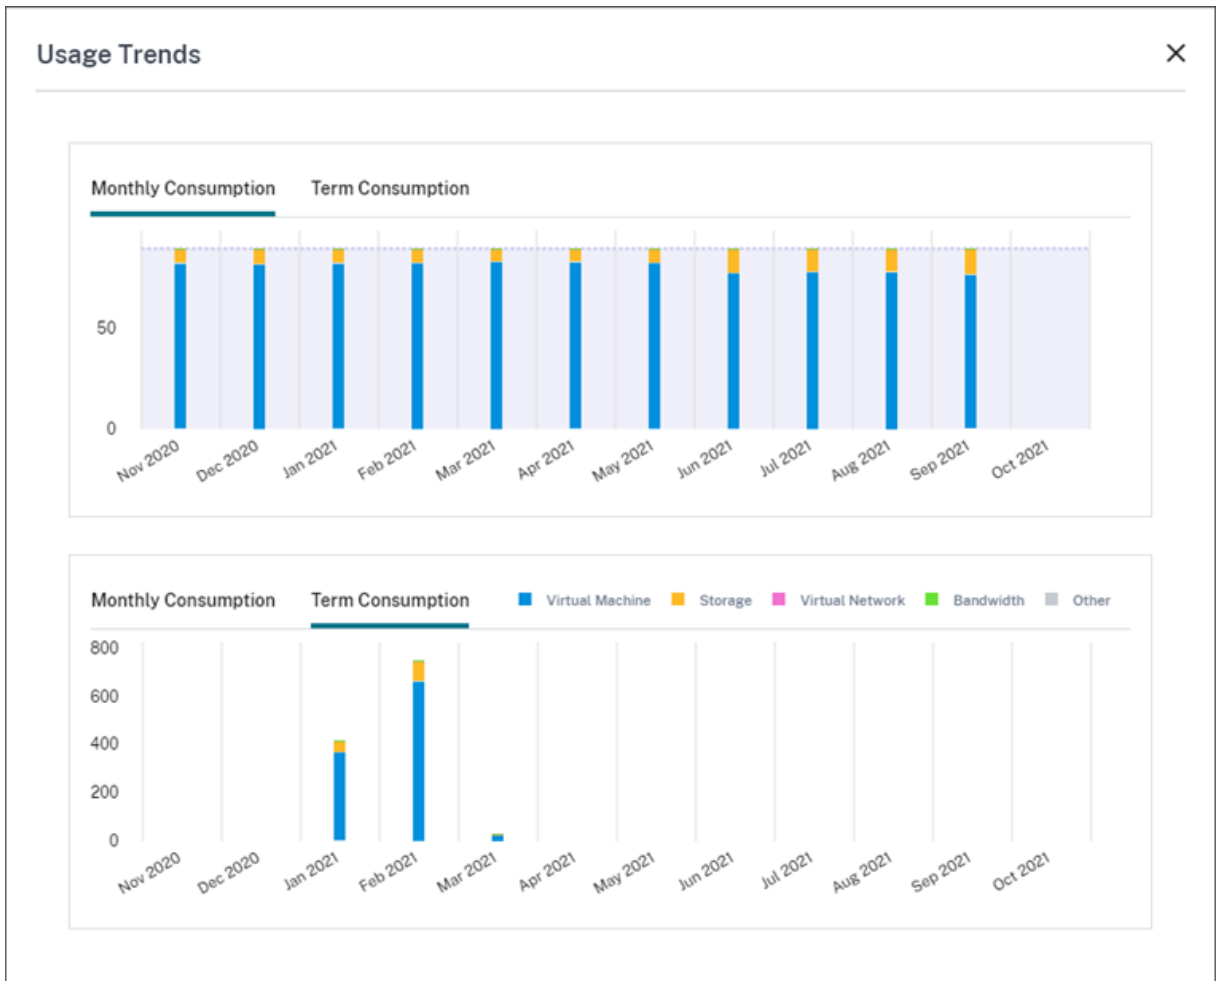 Usage Trends
Monthly Consumption Term Consumption
50
0
Nov 2020 Dec 2020 Jan 2021 Feb 2021 Mar 2021 Apr 2021 May 2021 Jun 2021 Jul 2021 Aug 2021 Sep 2021 Oct 2021
Monthly Consumption Term Consumption Virtual Machine Storage Virtual Network Bandwidth Other
800
600
400
200
0
Nov 2020 Dec 2020 Jan 2021 Feb 2021 Mar 2021 Apr 2021 May 2021 Jun 2021 Jul 2021 Aug 2021 Sep 2021 Oct 2021